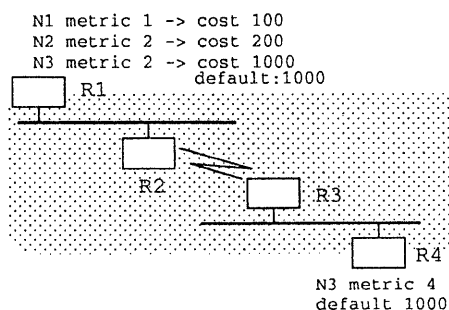 N1 metric 1 -> cost 100
N2 metric 2 -> cost 200
N3 metric 2 -> cost 1000
default:1000
R1
R2
R3
R4
N3 metric 4
default 1000